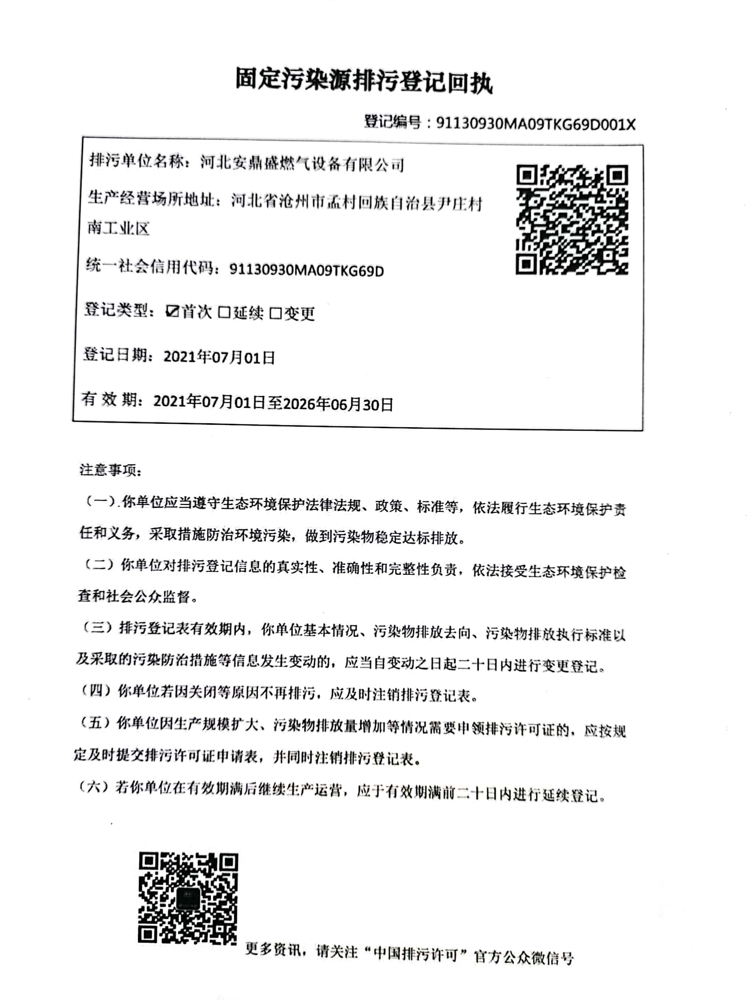 固定污染源排污登记回执
登记编号：91130930MA09TKG69D001X
排污单位名称：河北安鼎盛燃气设备有限公司
生产经营场所地址：河北省沧州市孟村回族自治县尹庄村
南工业区
统一社会信用代码：91130930MA09TKG69D
登记类型：☑首次 □延续 □变更
登记日期：2021年07月01日
有 效 期：2021年07月01日至2026年06月30日
注意事项：
（一）你单位应当遵守生态环境保护法律法规、政策、标准等，依法履行生态环境保护责
任和义务，采取措施防治环境污染，做到污染物稳定达标排放。
（二）你单位对排污登记信息的真实性、准确性和完整性负责，依法接受生态环境保护检
查和社会公众监督。
（三）排污登记表有效期内，你单位基本情况、污染物排放去向、污染物排放执行标准以
及采取的污染防治措施等信息发生变动的，应当自变动之日起二十日内进行变更登记。
（四）你单位若因关闭等原因不再排污，应及时注销排污登记表。
（五）你单位因生产规模扩大、污染物排放量增加等情况需要申领排污许可证的，应按规
定及时提交排污许可证申请表，并同时注销排污登记表。
（六）若你单位在有效期满后继续生产运营，应于有效期满前二十日内进行延续登记。
更多资讯，请关注“中国排污许可”官方公众微信号